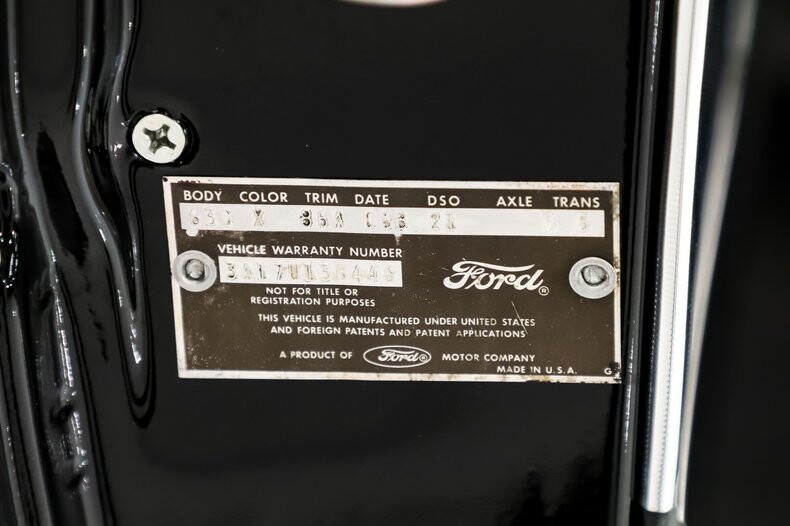 BODY COLOR TRIM DATE DSO AXLE TRANS
X 21
VEHICLE WARRANTY NUMBER
NOT FOR TITLE OR
REGISTRATION PURPOSES
Ford®
THIS VEHICLE IS MANUFACTURED UNDER UNITED STATES
AND FOREIGN PATENTS AND PATENT APPLICATIONS
A PRODUCT OF Ford® MOTOR COMPANY
MADE IN U.S.A. G